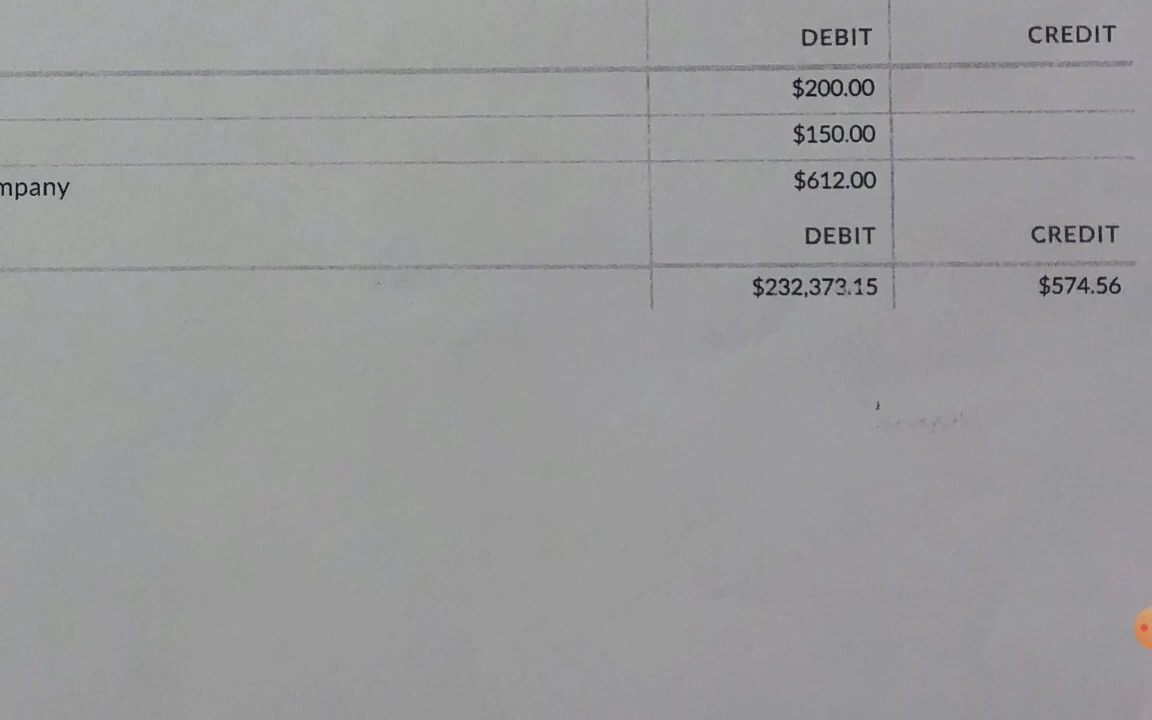 DEBIT CREDIT
$200.00
$150.00
mpany $612.00
DEBIT CREDIT
$232,373.15 $574.56